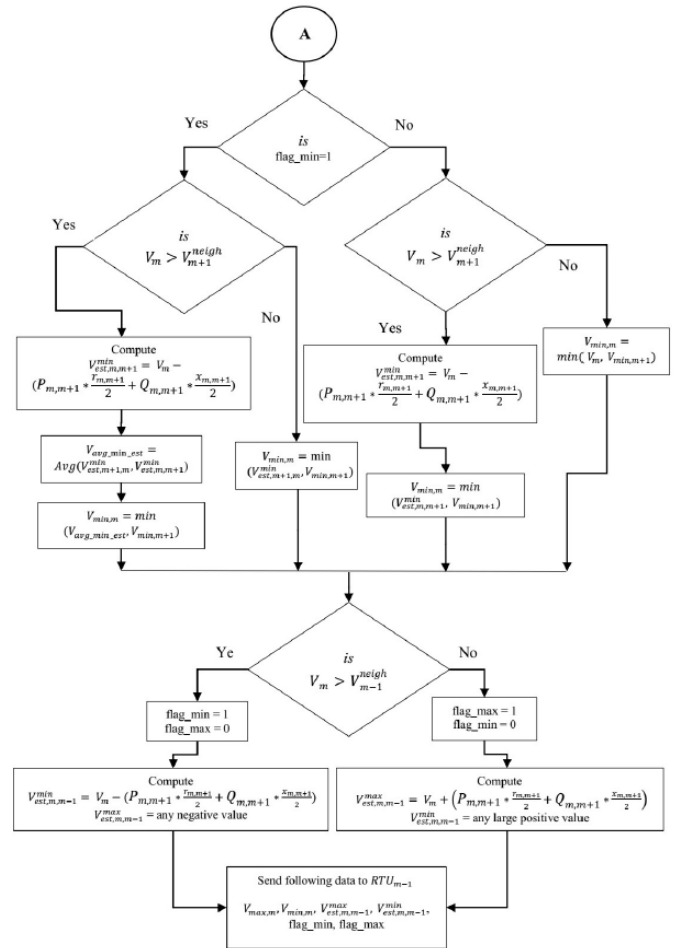 A
Yes
No
is
flag_min=1
Yes
is
V_m > V_{m+1}^{neigh}
No
is
V_m > V_{m+1}^{neigh}
No
Yes
Compute
V_{est,m,m+1}^{min} = V_m −
(P_{m,m+1} * \frac{r_{m,m+1}}{2} + Q_{m,m+1} * \frac{x_{m,m+1}}{2})
Compute
V_{est,m,m+1}^{min} = V_m −
(P_{m,m+1} * \frac{r_{m,m+1}}{2} + Q_{m,m+1} * \frac{x_{m,m+1}}{2})
V_{min,m} =
min( V_m, V_{min,m+1})
V_{avg_min_est} =
Avg(V_{est,m+1,m}^{min}, V_{est,m,m+1}^{min})
V_{min,m} = min
(V_{est,m+1,m}^{min}, V_{min,m+1})
V_{min,m} = min
(V_{est,m,m+1}^{min}, V_{min,m+1})
V_{min,m} = min
(V_{avg_min_est}, V_{min,m+1})
Ye
is
V_m > V_{m−1}^{neigh}
No
flag_min = 1
flag_max = 0
flag_max = 1
flag_min = 0
Compute
V_{est,m,m−1}^{min} = V_m − (P_{m,m+1} * \frac{r_{m,m+1}}{2} + Q_{m,m+1} * \frac{x_{m,m+1}}{2})
V_{est,m,m−1}^{max} = any negative value
Compute
V_{est,m,m−1}^{max} = V_m + (P_{m,m+1} * \frac{r_{m,m+1}}{2} + Q_{m,m+1} * \frac{x_{m,m+1}}{2})
V_{est,m,m−1}^{min} = any large positive value
Send following data to RTU_{m−1}
V_{max,m}, V_{min,m}, V_{est,m,m−1}^{max}, V_{est,m,m−1}^{min},
flag_min, flag_max